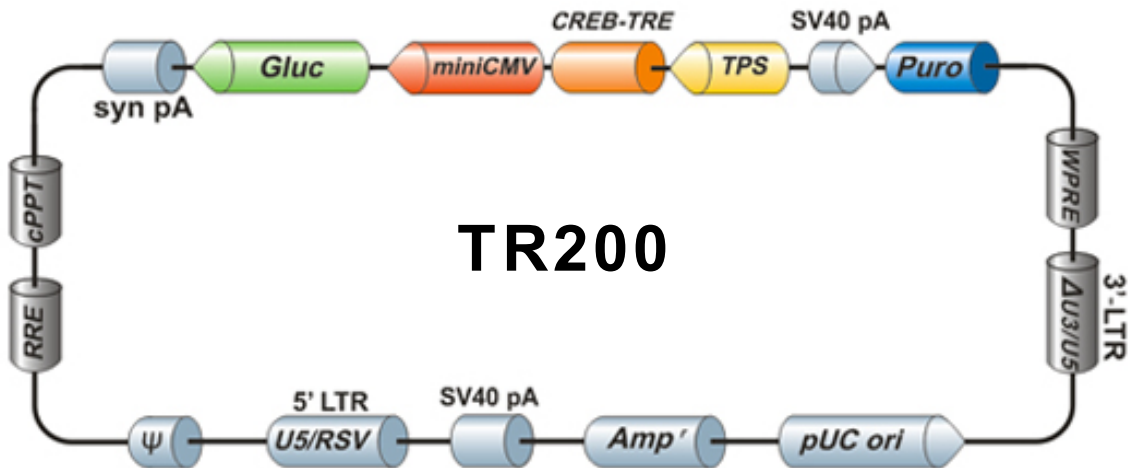 CREB-TRE
SV40 pA
Gluc
miniCMV
TPS
Puro
syn pA
cPPT
WPRE
TR200
RRE
ΔU3/U5
3'-LTR
5' LTR
SV40 pA
Ψ
U5/RSV
Amp ʳ
pUC ori